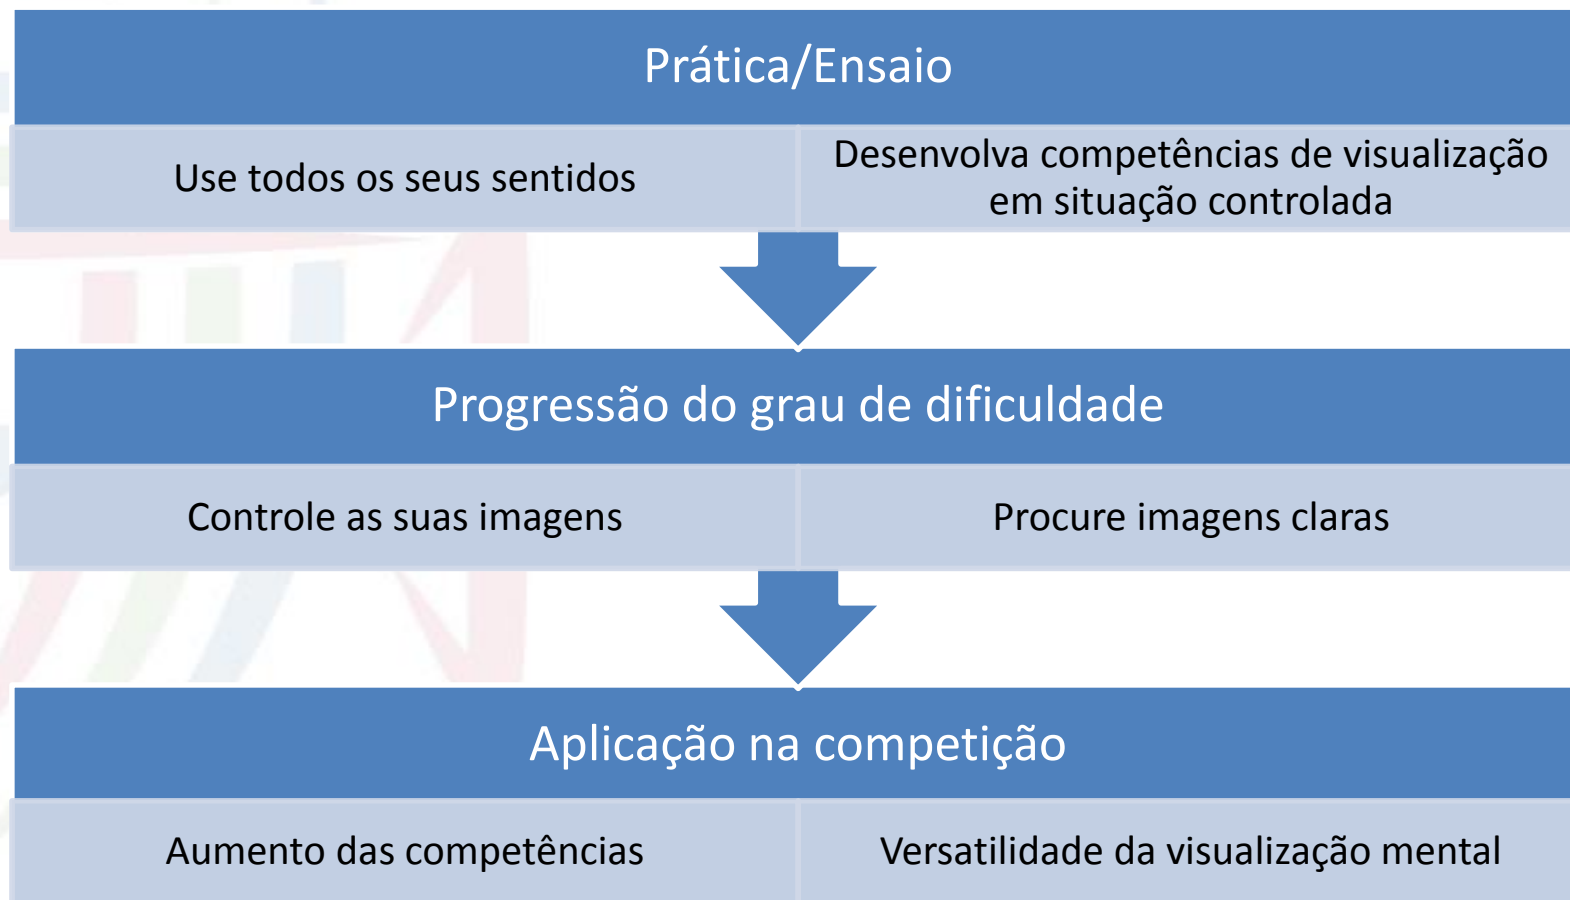 Prática/Ensaio
Use todos os seus sentidos
Desenvolva competências de visualização
em situação controlada
Progressão do grau de dificuldade
Controle as suas imagens
Procure imagens claras
Aplicação na competição
Aumento das competências
Versatilidade da visualização mental